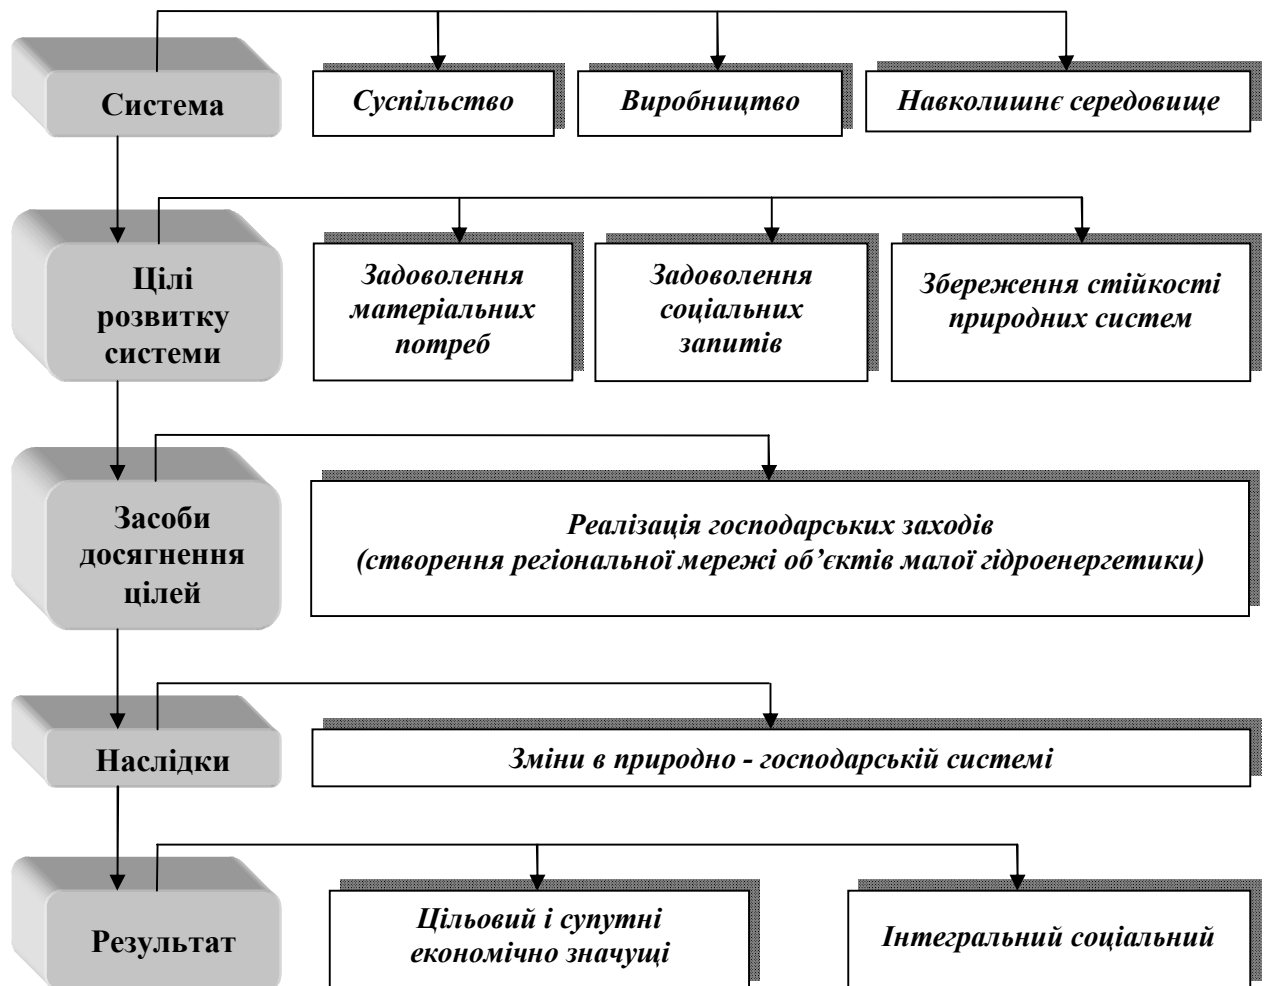 Система
Суспільство
Виробництво
Навколишнє середовище
Цілі
розвитку
системи
Задоволення
матеріальних
потреб
Задоволення
соціальних
запитів
Збереження стійкості
природних систем
Засоби
досягнення
цілей
Реалізація господарських заходів
(створення регіональної мережі об’єктів малої гідроенергетики)
Наслідки
Зміни в природно - господарській системі
Результат
Цільовий і супутні
економічно значущі
Інтегральний соціальний